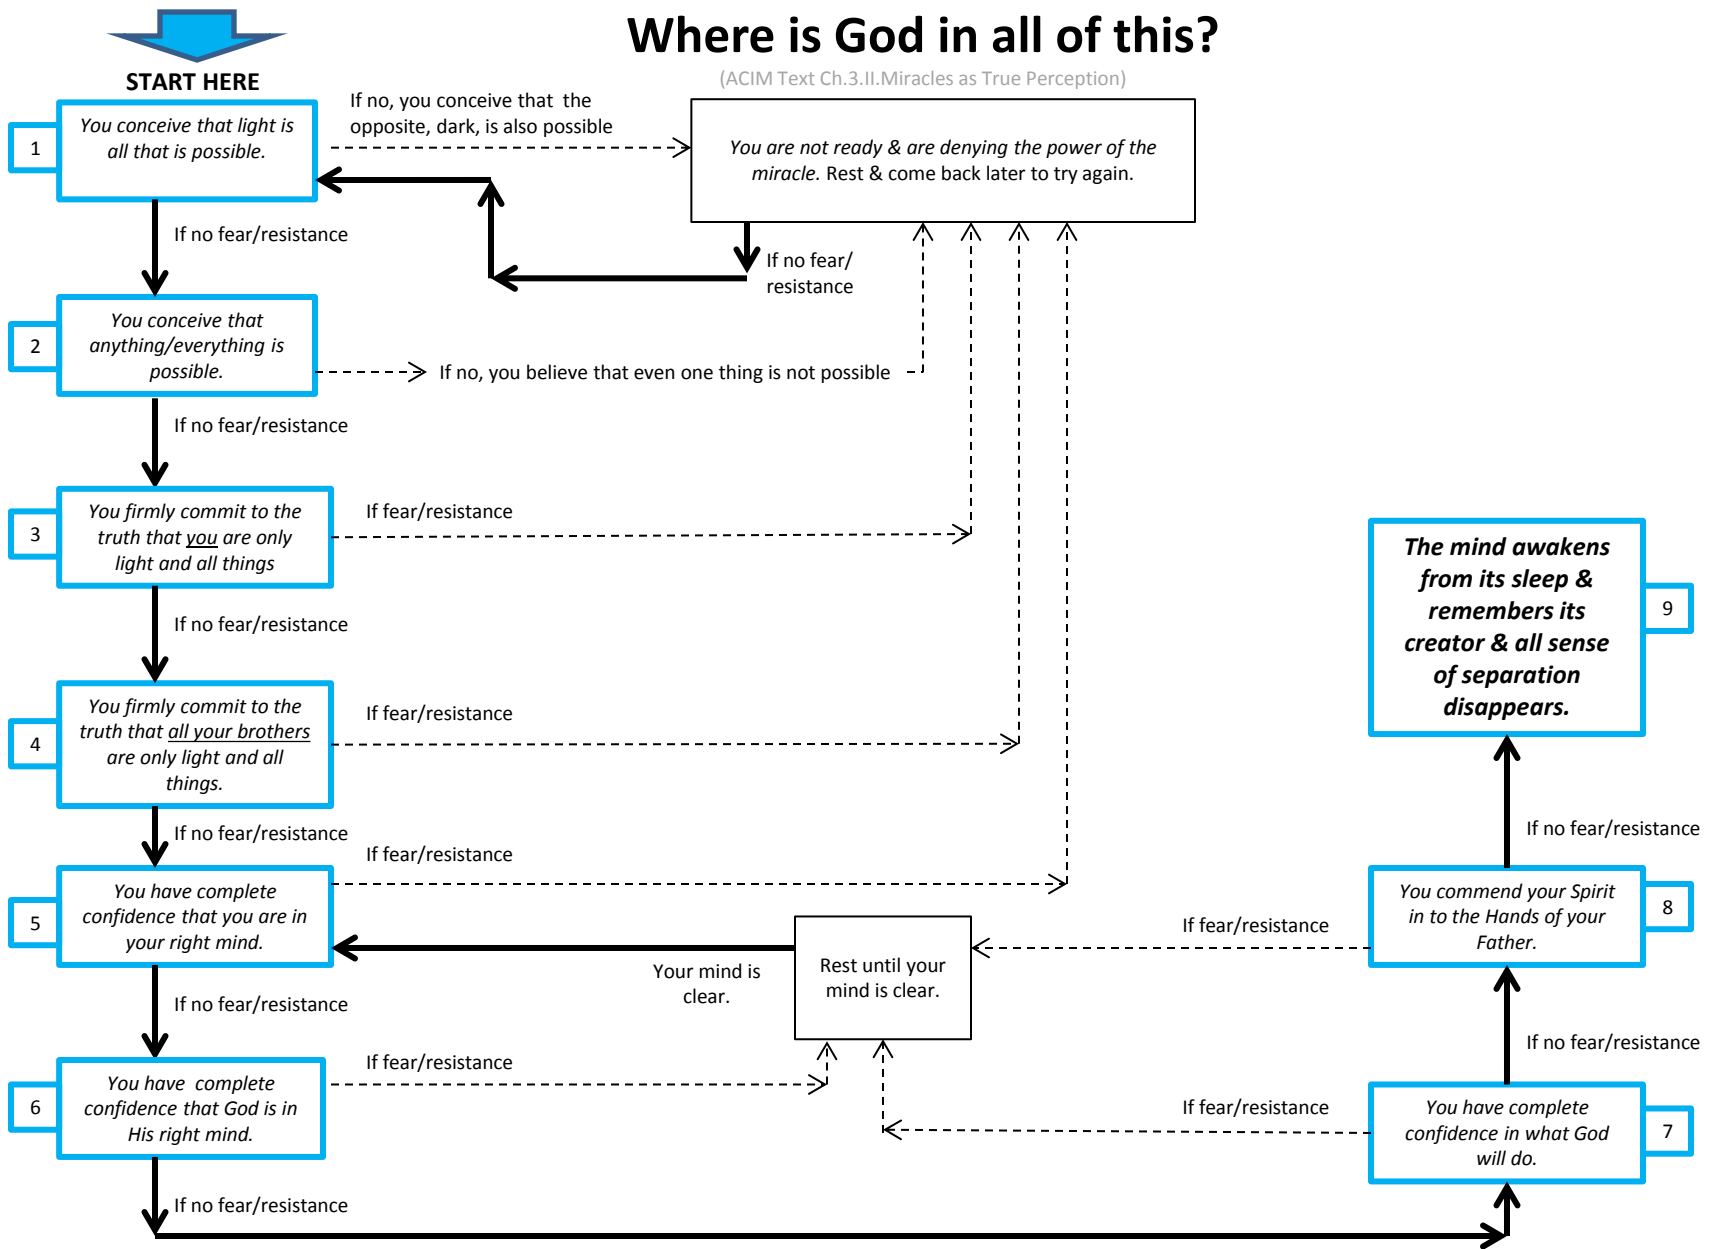 Where is God in all of this?
(ACIM Text Ch.3.II.Miracles as True Perception)
START HERE
1
You conceive that light is
all that is possible.
If no, you conceive that the
opposite, dark, is also possible
You are not ready & are denying the power of the
miracle. Rest & come back later to try again.
If no fear/resistance
If no fear/
resistance
2
You conceive that
anything/everything is
possible.
If no, you believe that even one thing is not possible
If no fear/resistance
3
You firmly commit to the
truth that you are only
light and all things
If fear/resistance
If no fear/resistance
4
You firmly commit to the
truth that all your brothers
are only light and all
things.
If fear/resistance
If no fear/resistance
5
You have complete
confidence that you are in
your right mind.
If fear/resistance
Your mind is
clear.
Rest until your
mind is clear.
If no fear/resistance
6
You have complete
confidence that God is in
His right mind.
If fear/resistance
If no fear/resistance
7
You have complete
confidence in what God
will do.
If fear/resistance
If no fear/resistance
8
You commend your Spirit
in to the Hands of your
Father.
If fear/resistance
If no fear/resistance
9
The mind awakens
from its sleep &
remembers its
creator & all sense
of separation
disappears.